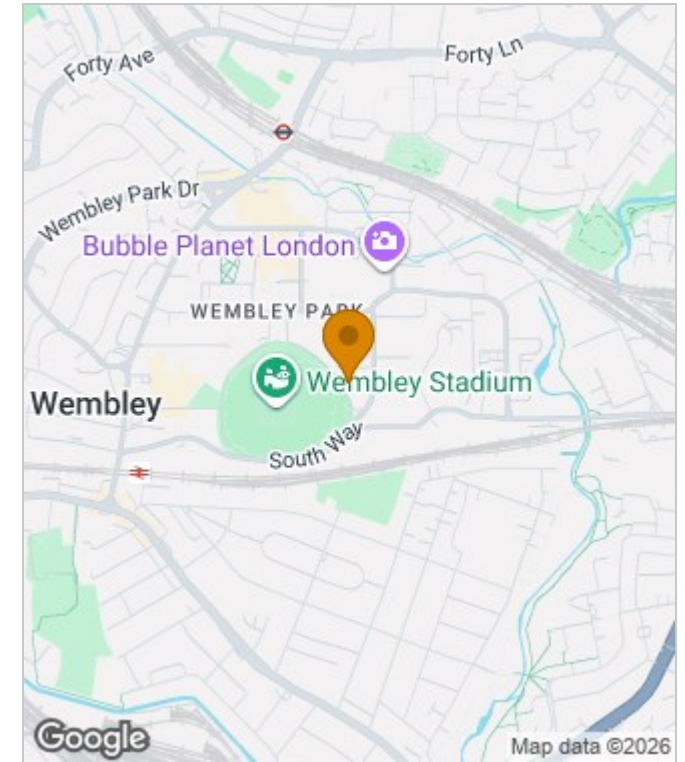 Forty Ave
Forty Ln
Wembley Park Dr
Bubble Planet London
WEMBLEY PARK
Wembley Stadium
Wembley
South Way
Google
Map data ©2026